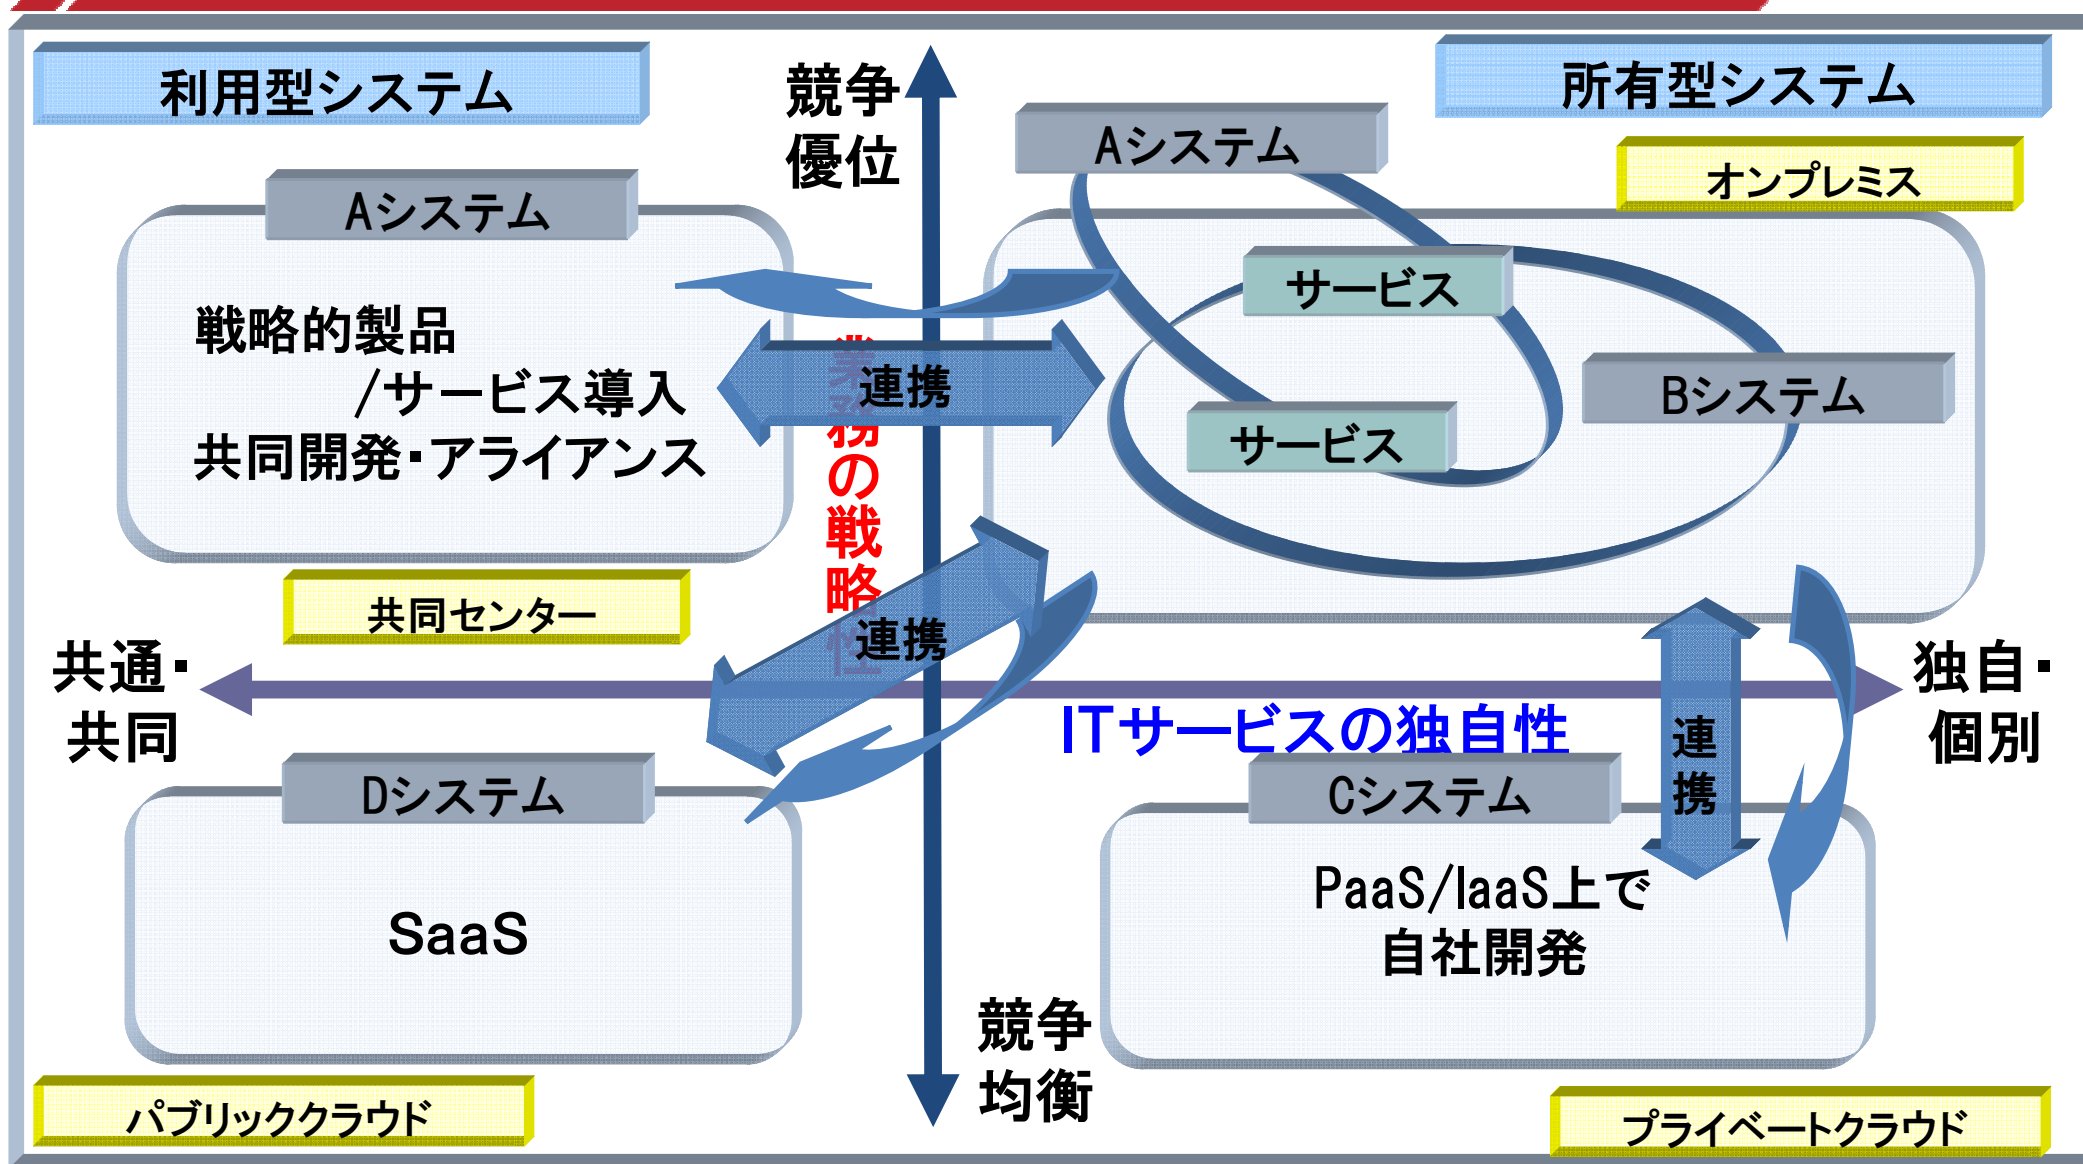 利用型システム
競争
優位
所有型システム
Aシステム
オンプレミス
Aシステム
戦略的製品
/サービス導入
共同開発・アライアンス
サービス
サービス
Bシステム
連携
業務の戦略性
連携
共同センター
共通・
共同
独自・
個別
ITサービスの独自性
連携
Dシステム
SaaS
Cシステム
PaaS/IaaS上で
自社開発
競争
均衡
パブリッククラウド
プライベートクラウド